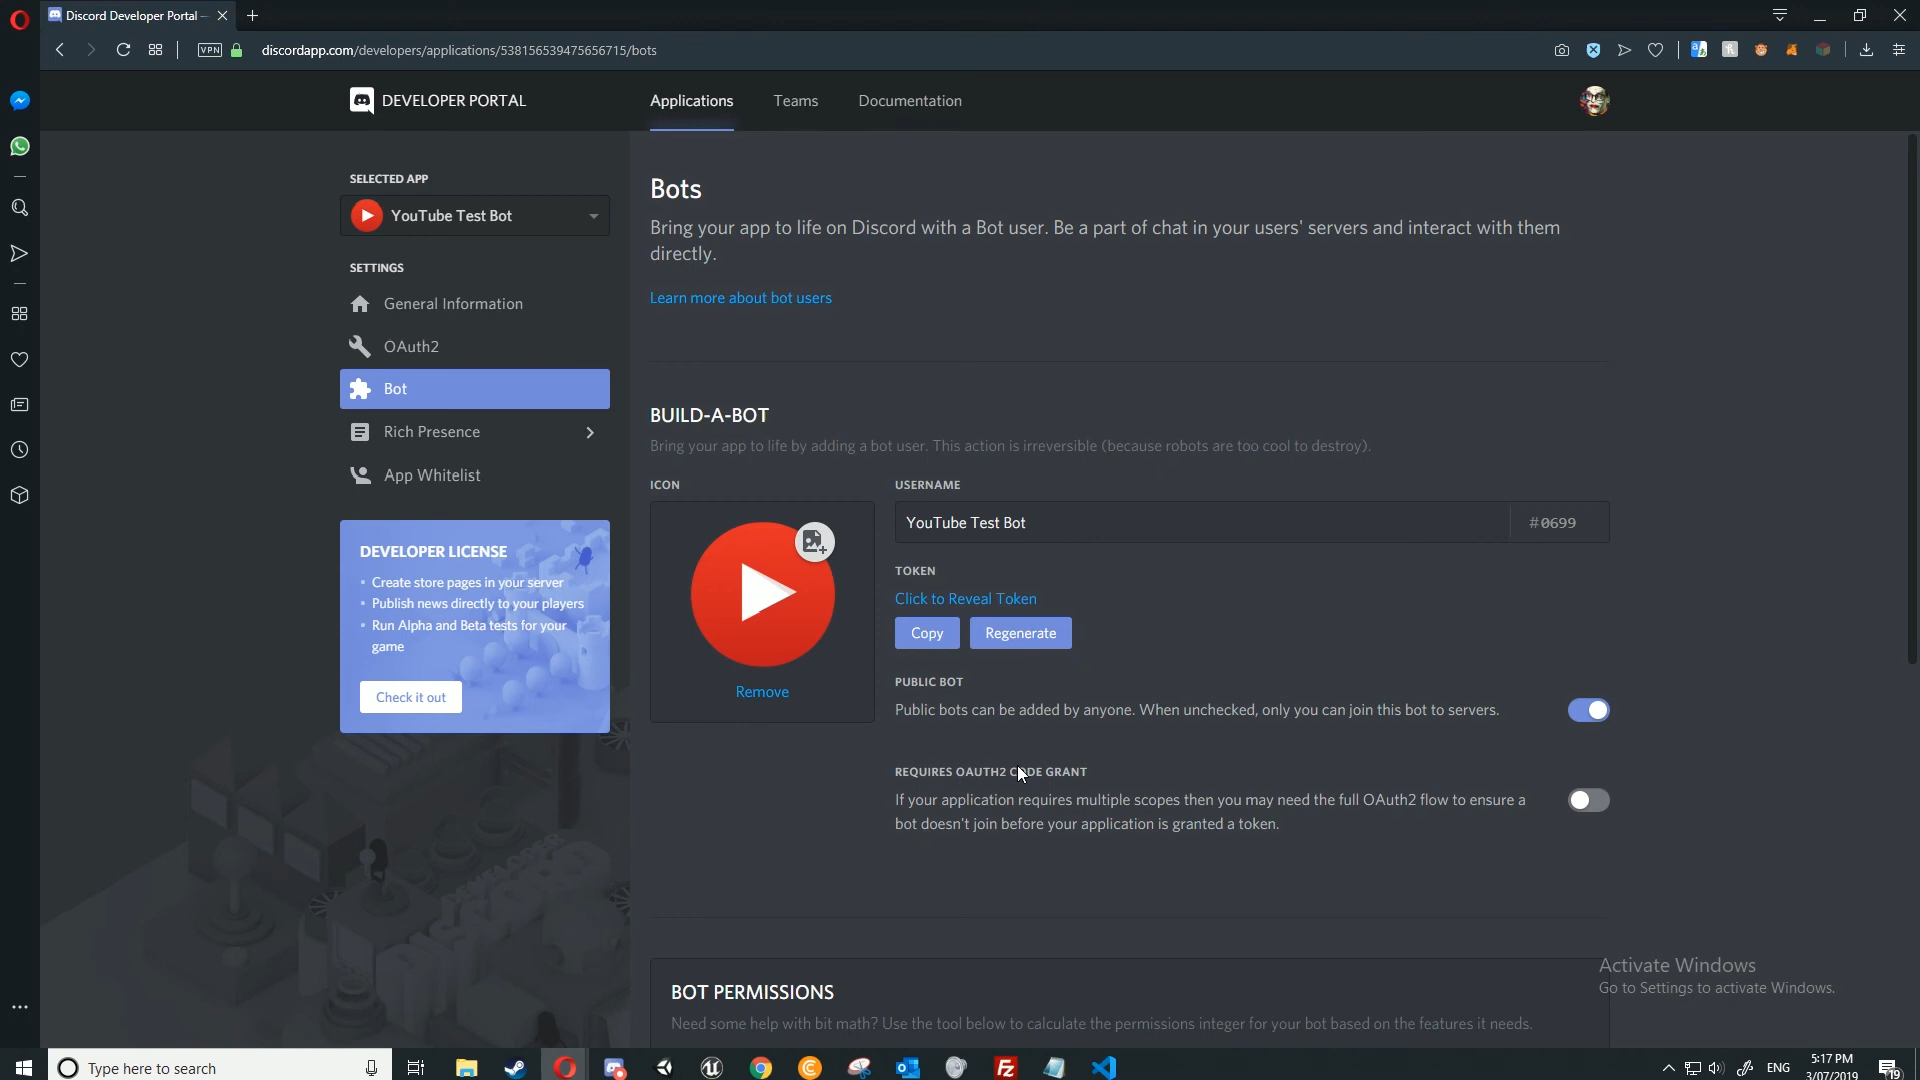 Discord Developer Portal —
VPN
discordapp.com/developers/applications/538156539475656715/bots
DEVELOPER PORTAL
Applications
Teams
Documentation
SELECTED APP
YouTube Test Bot
SETTINGS
General Information
OAuth2
Bot
Rich Presence
App Whitelist
DEVELOPER LICENSE
• Create store pages in your server
• Publish news directly to your players
• Run Alpha and Beta tests for your
game
Check it out
Bots
Bring your app to life on Discord with a Bot user. Be a part of chat in your users' servers and interact with them
directly.
Learn more about bot users
BUILD-A-BOT
Bring your app to life by adding a bot user. This action is irreversible (because robots are too cool to destroy).
ICON
Remove
USERNAME
YouTube Test Bot
#0699
TOKEN
Click to Reveal Token
Copy
Regenerate
PUBLIC BOT
Public bots can be added by anyone. When unchecked, only you can join this bot to servers.
REQUIRES OAUTH2 CODE GRANT
If your application requires multiple scopes then you may need the full OAuth2 flow to ensure a
bot doesn't join before your application is granted a token.
BOT PERMISSIONS
Need some help with bit math? Use the tool below to calculate the permissions integer for your bot based on the features it needs.
Activate Windows
Go to Settings to activate Windows.
Type here to search
ENG
5:17 PM
3/07/2019
19